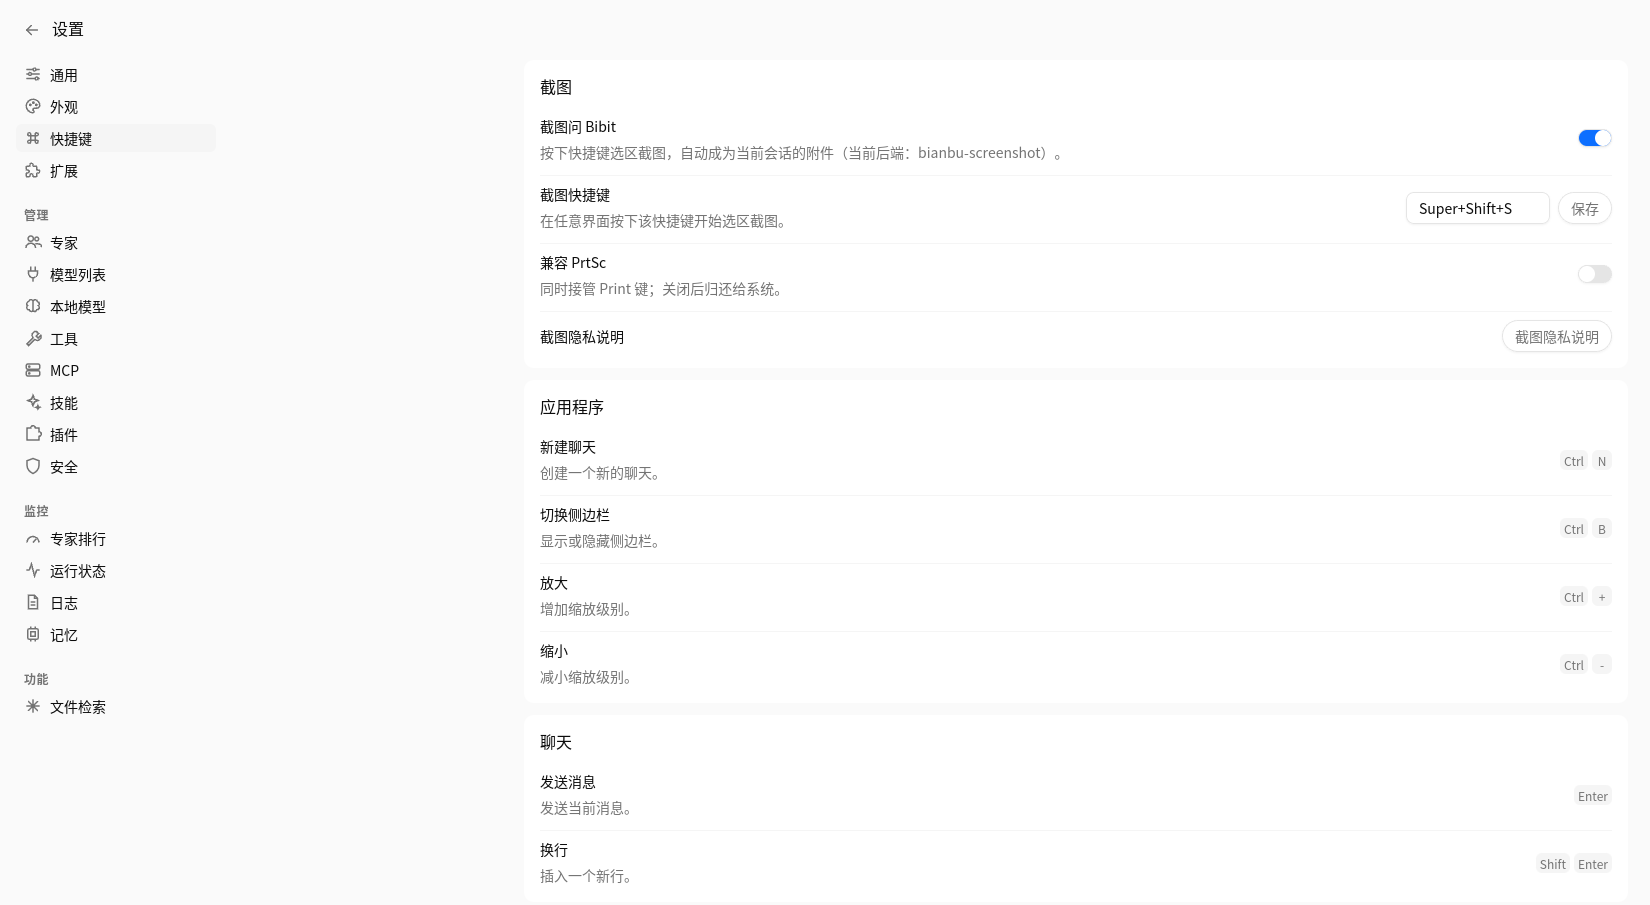 设置
通用
外观
快捷键
扩展
管理
专家
模型列表
本地模型
工具
MCP
技能
插件
安全
监控
专家排行
运行状态
日志
记忆
功能
文件检索
截图
截图问 Bibit
按下快捷键选区截图，自动成为当前会话的附件（当前后端：bianbu-screenshot）。
截图快捷键
在任意界面按下该快捷键开始选区截图。
Super+Shift+S 保存
兼容 PrtSc
同时接管 Print 键；关闭后归还给系统。
截图隐私说明 截图隐私说明
应用程序
新建聊天
创建一个新的聊天。
Ctrl N
切换侧边栏
显示或隐藏侧边栏。
Ctrl B
放大
增加缩放级别。
Ctrl +
缩小
减小缩放级别。
Ctrl -
聊天
发送消息
发送当前消息。
Enter
换行
插入一个新行。
Shift Enter